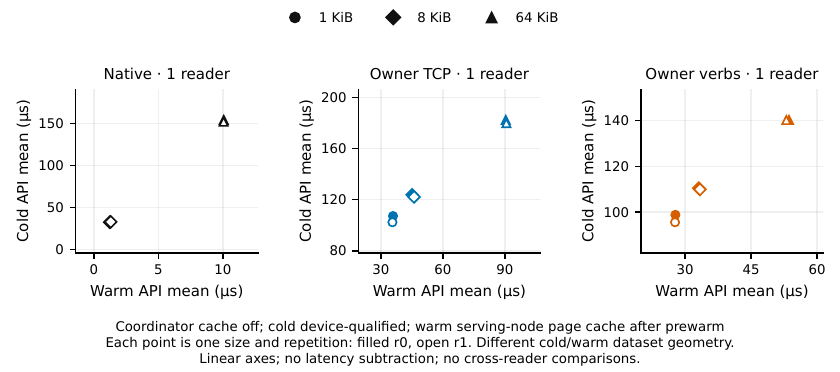 1 KiB 8 KiB 64 KiB
Native · 1 reader
Cold API mean (µs)
150
100
50
0
0 5 10
Warm API mean (µs)
Owner TCP · 1 reader
Cold API mean (µs)
200
160
120
80
30 60 90
Warm API mean (µs)
Owner verbs · 1 reader
Cold API mean (µs)
140
120
100
30 45 60
Warm API mean (µs)
Coordinator cache off; cold device-qualified; warm serving-node page cache after prewarm
Each point is one size and repetition: filled r0, open r1. Different cold/warm dataset geometry.
Linear axes; no latency subtraction; no cross-reader comparisons.